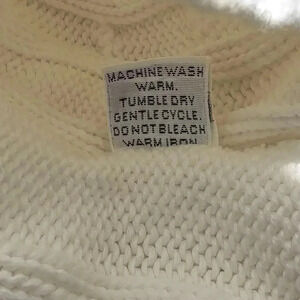 MACHINE WASH
WARM.
TUMBLE DRY
GENTLE CYCLE.
DO NOT BLEACH
WARM IRON